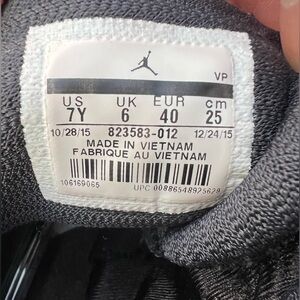 VP
US UK EUR cm
7Y 6 40 25
10/28/15 823583-012 12/24/15
MADE IN VIETNAM
FABRIQUE AU VIETNAM
106169065 UPC 00886548925629